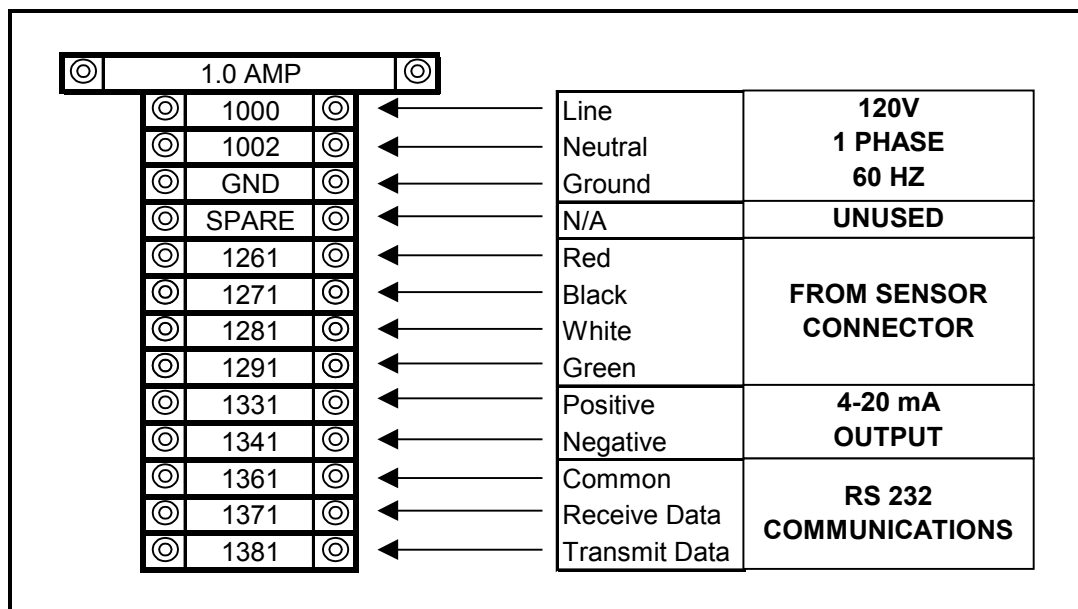 1.0 AMP
1000 Line 120V
1002 Neutral 1 PHASE
GND Ground 60 HZ
SPARE N/A UNUSED
1261 Red
1271 Black FROM SENSOR
1281 White CONNECTOR
1291 Green
1331 Positive 4-20 mA
1341 Negative OUTPUT
1361 Common
1371 Receive Data RS 232
1381 Transmit Data COMMUNICATIONS